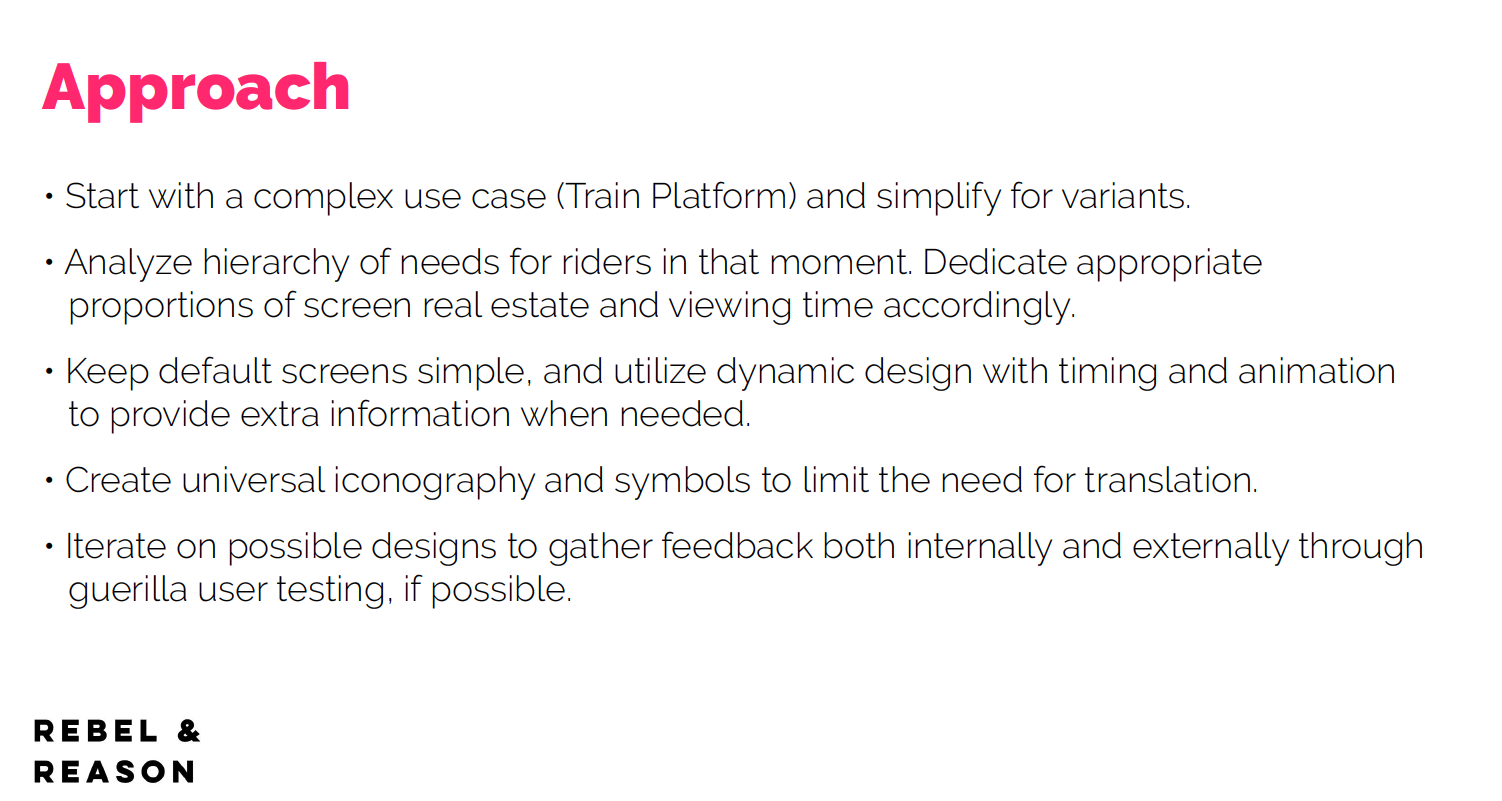 Approach
• Start with a complex use case (Train Platform) and simplify for variants.
• Analyze hierarchy of needs for riders in that moment. Dedicate appropriate
proportions of screen real estate and viewing time accordingly.
• Keep default screens simple, and utilize dynamic design with timing and animation
to provide extra information when needed.
• Create universal iconography and symbols to limit the need for translation.
• Iterate on possible designs to gather feedback both internally and externally through
guerilla user testing, if possible.
REBEL &
REASON